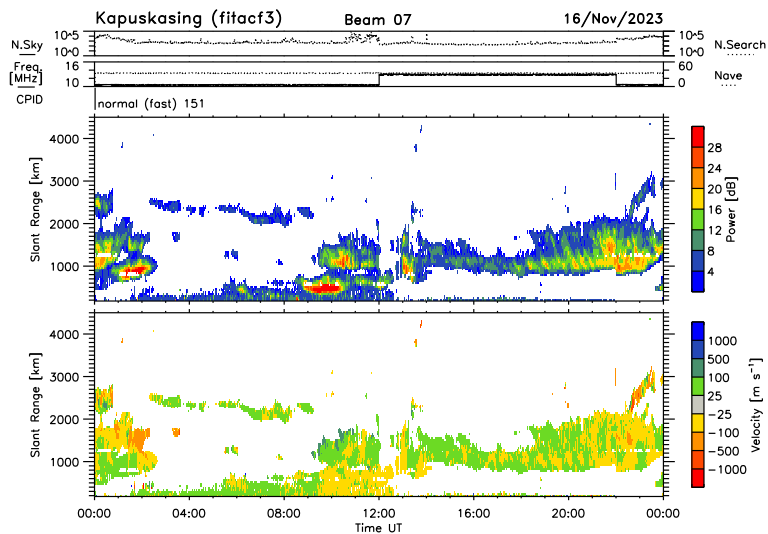 Kapuskasing (fitacf3) Beam 07 16/Nov/2023
N.Sky 10^5 10^0 10^5 10^0 N.Search
Freq. [MHz] 16 10 60 0 Nave
CPID normal (fast) 151
4000
3000
2000
1000
Slant Range [km]
28
24
20
16
12
8
4
Power [dB]
4000
3000
2000
1000
Slant Range [km]
1000
500
100
25
-25
-100
-500
-1000
Velocity [m s⁻¹]
00:00 04:00 08:00 12:00 16:00 20:00 00:00
Time UT